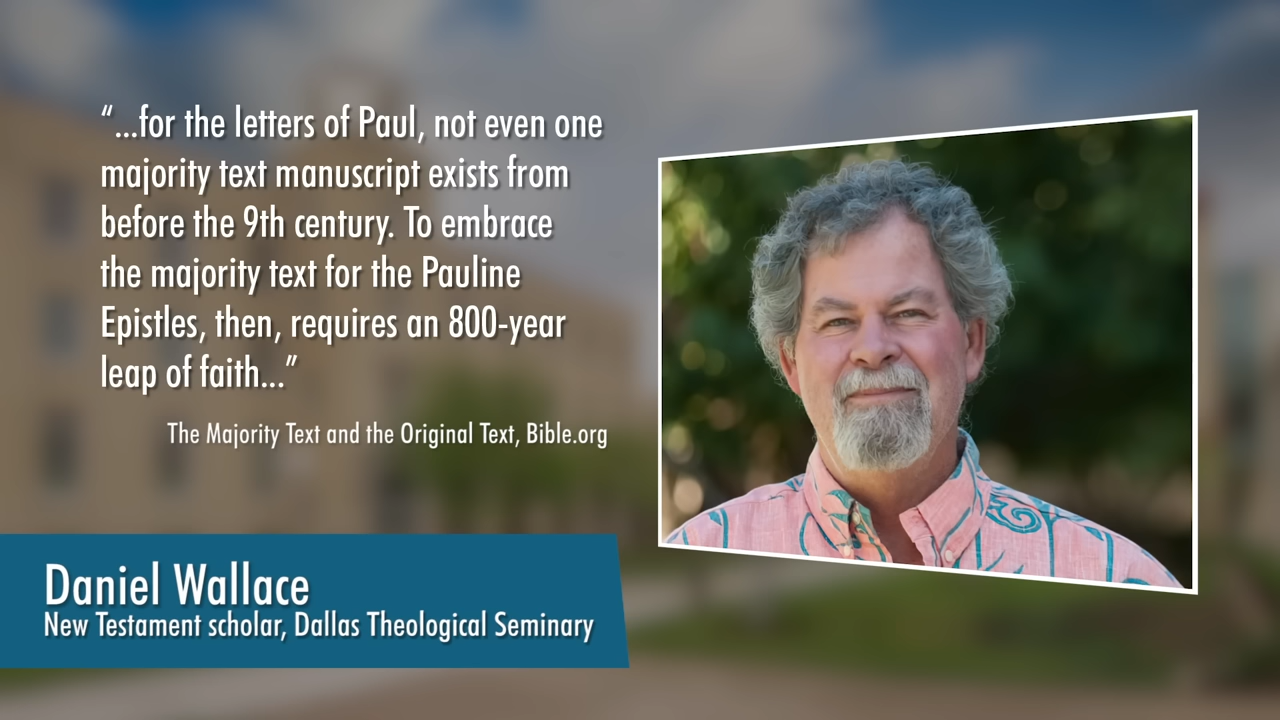 “...for the letters of Paul, not even one
majority text manuscript exists from
before the 9th century. To embrace
the majority text for the Pauline
Epistles, then, requires an 800-year
leap of faith...”
The Majority Text and the Original Text, Bible.org
Daniel Wallace
New Testament scholar, Dallas Theological Seminary